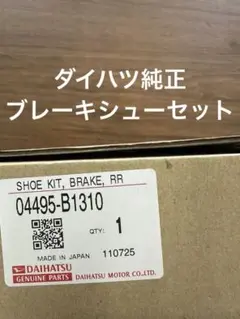 ダイハツ純正
ブレーキシューセット
SHOE KIT, BRAKE, RR
04495-B1310
QTY: 1
MADE IN JAPAN 110725
DAIHATSU
GENUINE PARTS DAIHATSU MOTOR CO.,LTD.